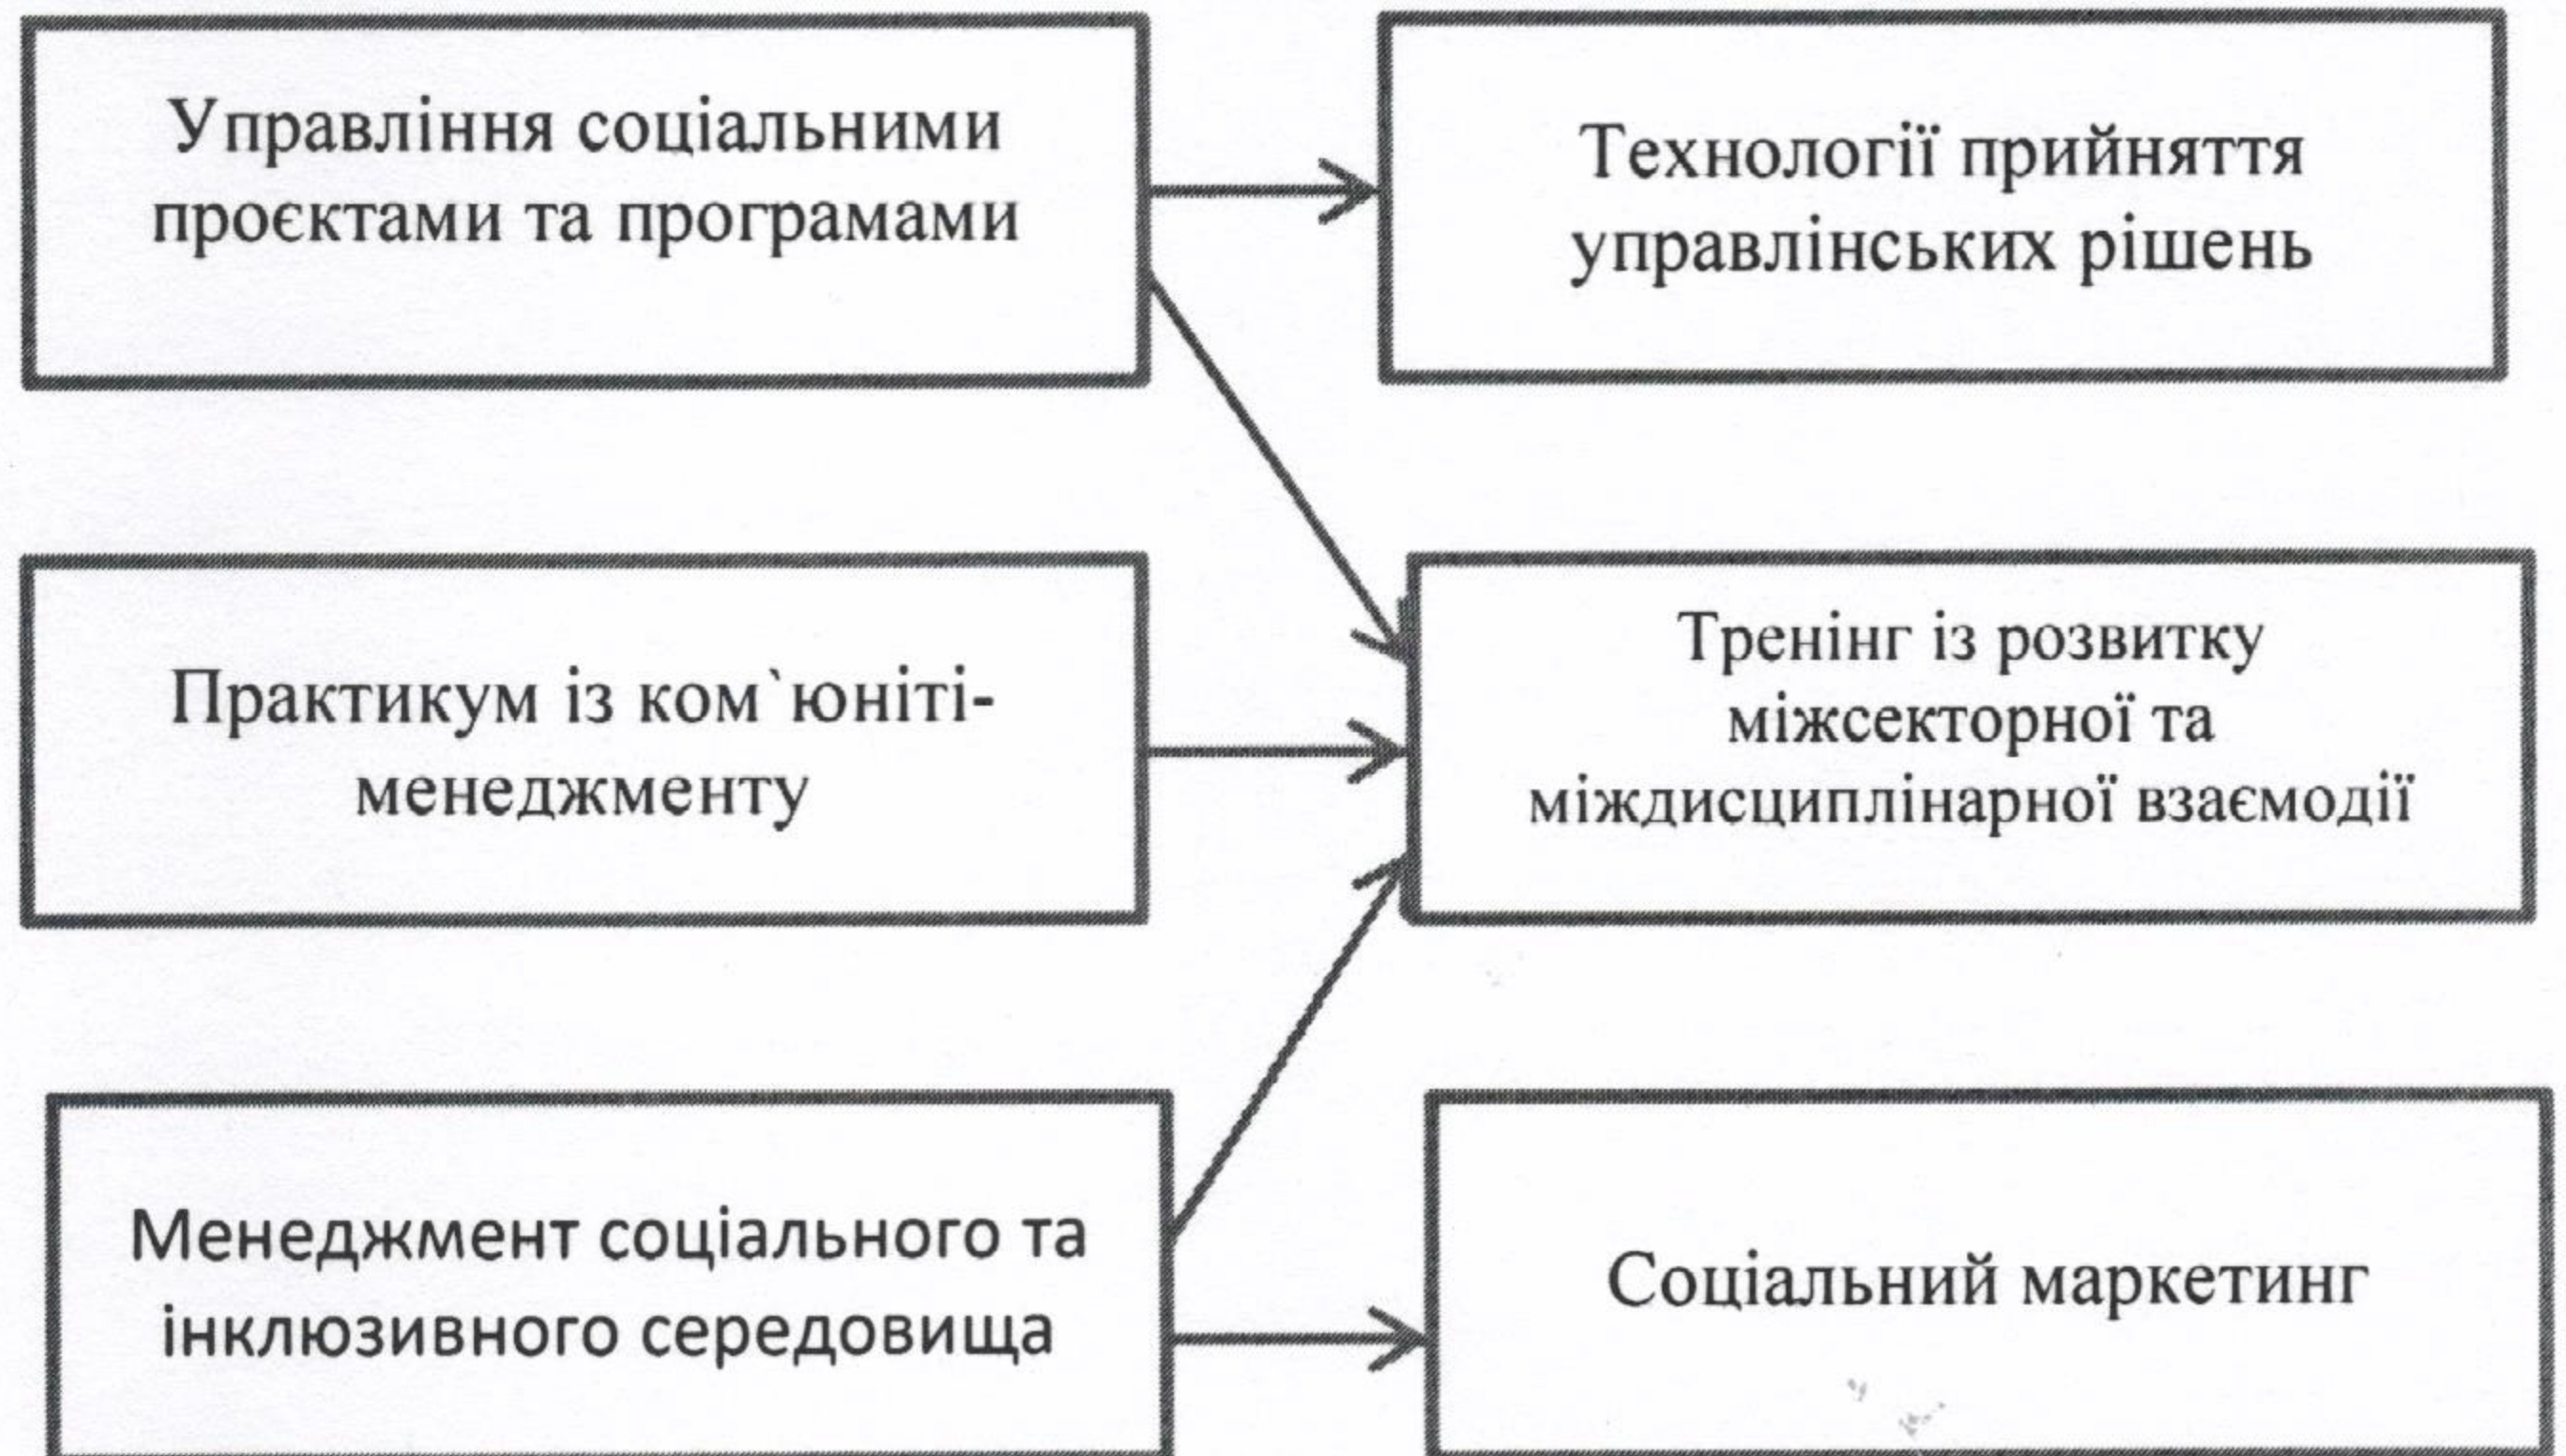 Управління соціальними
проєктами та програмами
Технології прийняття
управлінських рішень
Практикум із ком`юніті-
менеджменту
Тренінг із розвитку
міжсекторної та
міждисциплінарної взаємодії
Менеджмент соціального та
інклюзивного середовища
Соціальний маркетинг